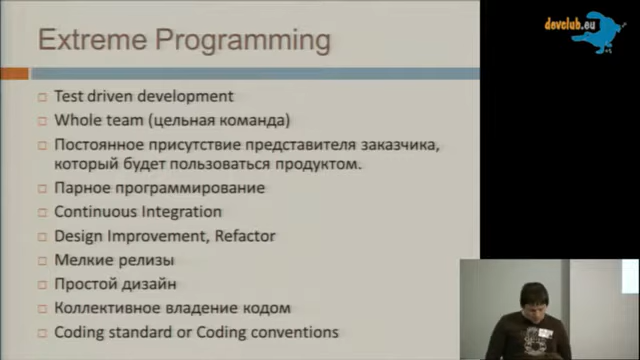 Extreme Programming
devclub.eu
Test driven development
Whole team (цельная команда)
Постоянное присутствие представителя заказчика,
который будет пользоваться продуктом.
Парное программирование
Continuous Integration
Design Improvement, Refactor
Мелкие релизы
Простой дизайн
Коллективное владение кодом
Coding standard or Coding conventions